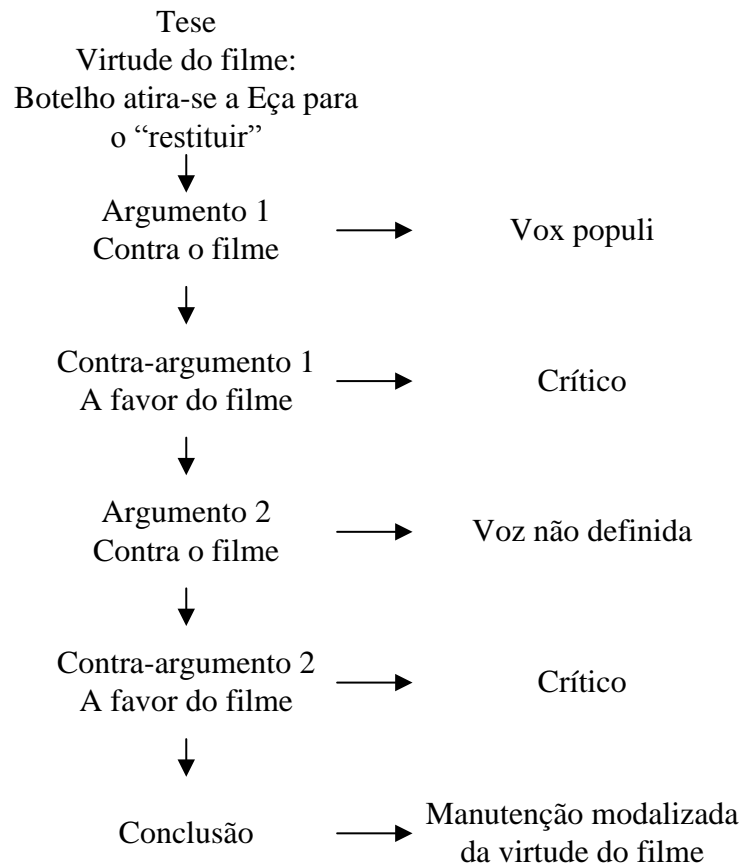 Tese
Virtude do filme:
Botelho atira-se a Eça para
o “restituir”
Argumento 1
Contra o filme
Vox populi
Contra-argumento 1
A favor do filme
Crítico
Argumento 2
Contra o filme
Voz não definida
Contra-argumento 2
A favor do filme
Crítico
Conclusão
Manutenção modalizada
da virtude do filme